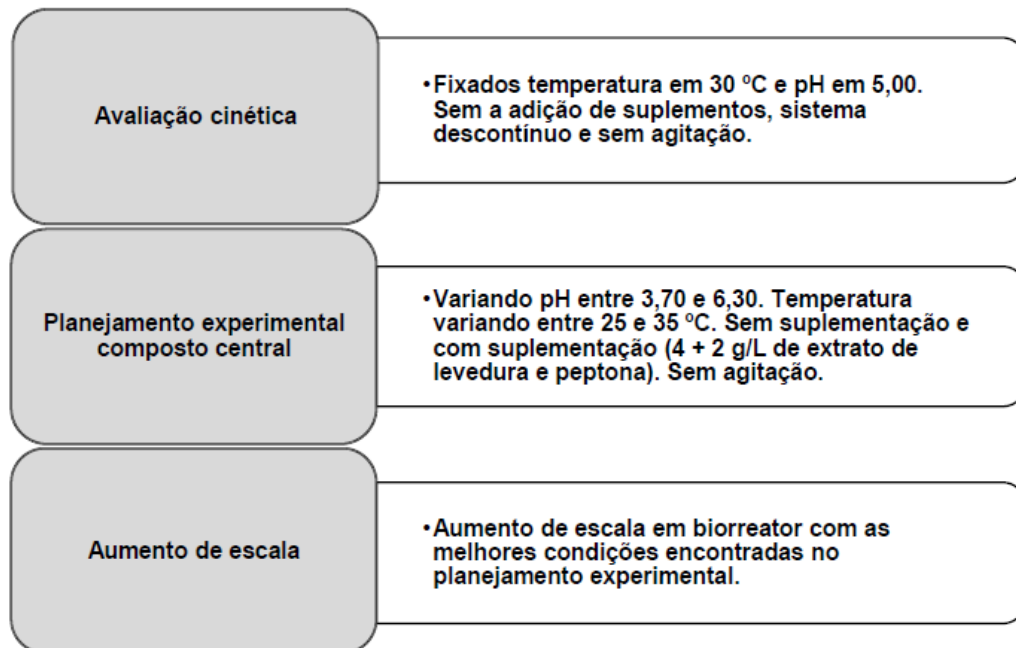 Avaliação cinética
•Fixados temperatura em 30 ºC e pH em 5,00.
Sem a adição de suplementos, sistema
descontínuo e sem agitação.
Planejamento experimental
composto central
•Variando pH entre 3,70 e 6,30. Temperatura
variando entre 25 e 35 ºC. Sem suplementação e
com suplementação (4 + 2 g/L de extrato de
levedura e peptona). Sem agitação.
Aumento de escala
•Aumento de escala em biorreator com as
melhores condições encontradas no
planejamento experimental.